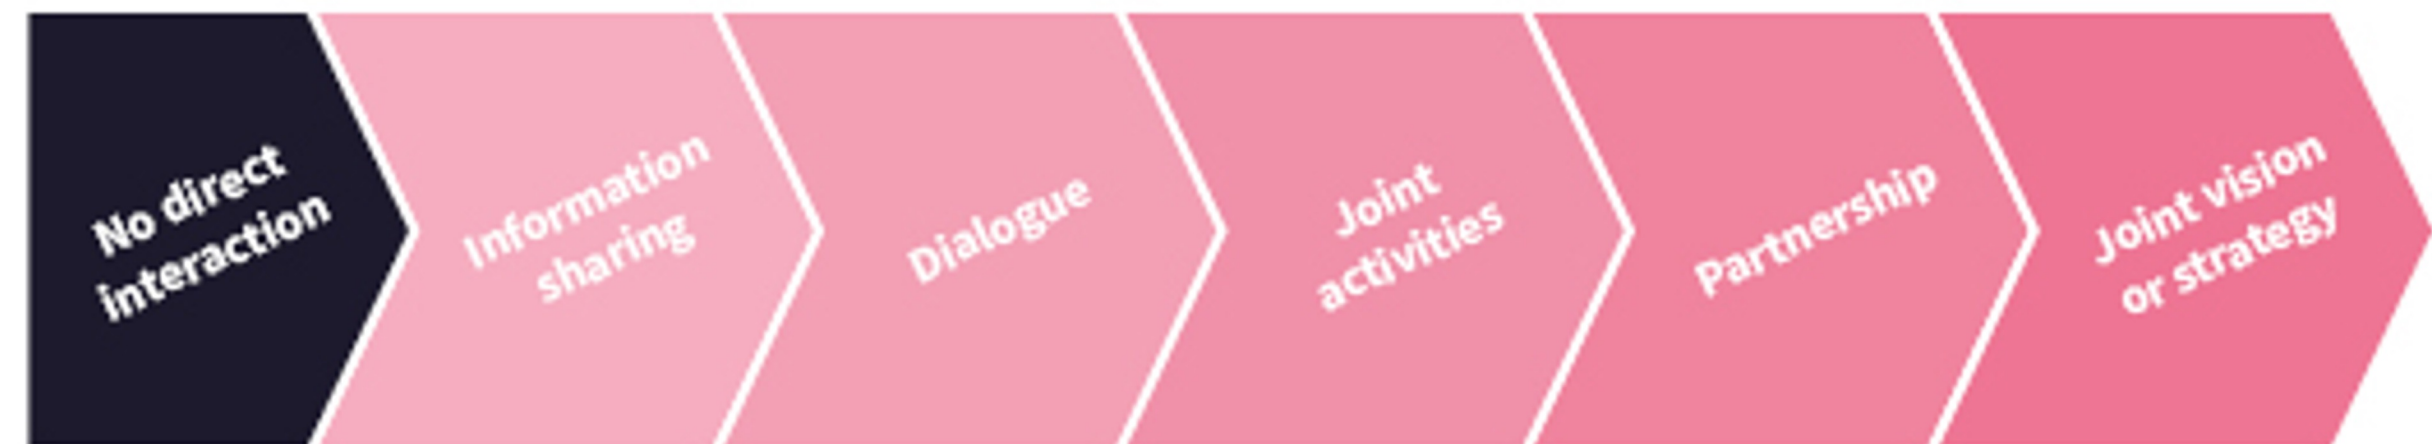 No direct
interaction
Information
sharing
Dialogue
Joint
activities
Partnership
Joint vision
or strategy